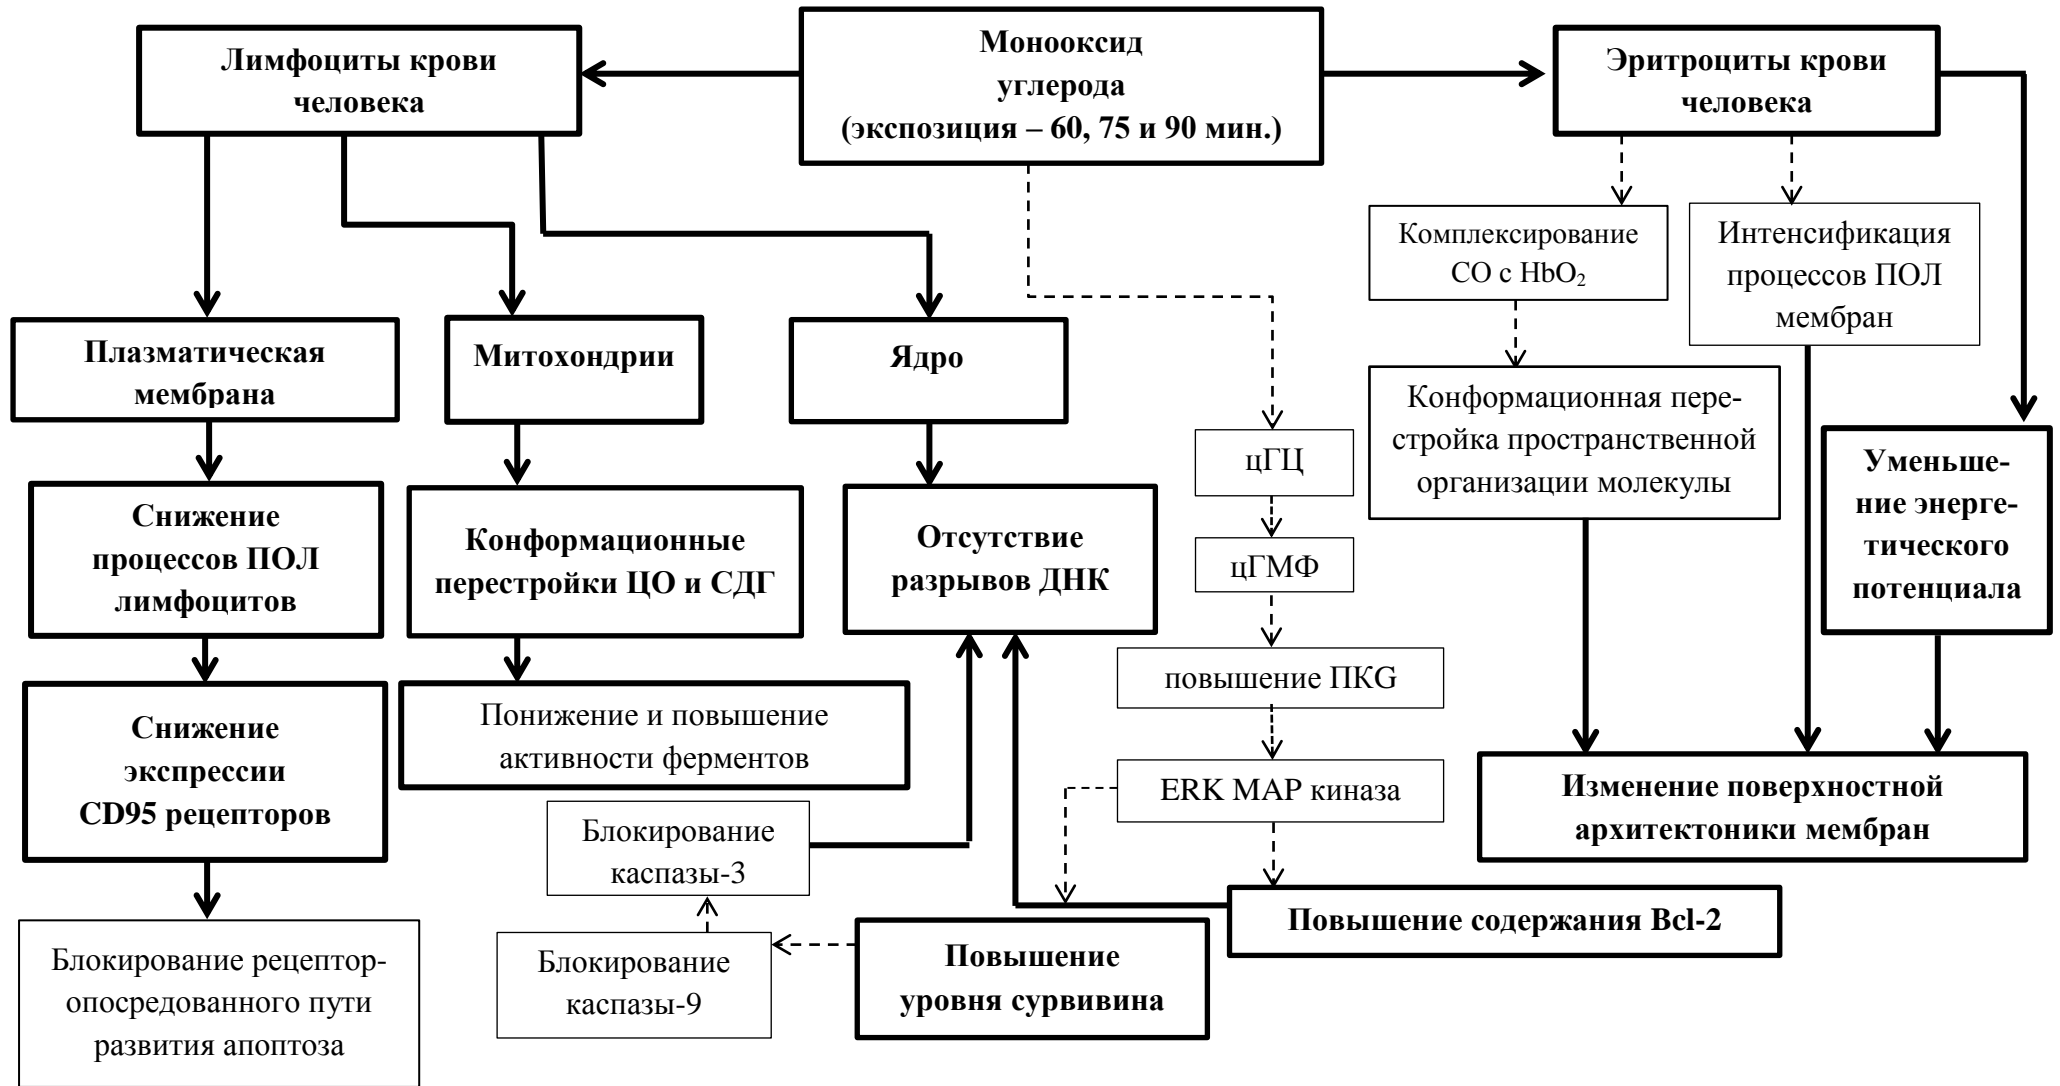 Лимфоциты крови
человека
Монооксид
углерода
(экспозиция – 60, 75 и 90 мин.)
Эритроциты крови
человека
Комплексирование
СО с HbO₂
Интенсификация
процессов ПОЛ
мембран
Плазматическая
мембрана
Митохондрии
Ядро
Конформационная пере-
стройка пространственной
организации молекулы
цГЦ
Уменьше-
ние энерге-
тического
потенциала
Снижение
процессов ПОЛ
лимфоцитов
Конформационные
перестройки ЦО и СДГ
Отсутствие
разрывов ДНК
цГМФ
повышение ПКG
Снижение
экспрессии
CD95 рецепторов
Понижение и повышение
активности ферментов
ERK MAP киназа
Изменение поверхностной
архитектоники мембран
Блокирование
каспазы-3
Повышение содержания Bcl-2
Блокирование рецептор-
опосредованного пути
развития апоптоза
Блокирование
каспазы-9
Повышение
уровня сурвивина